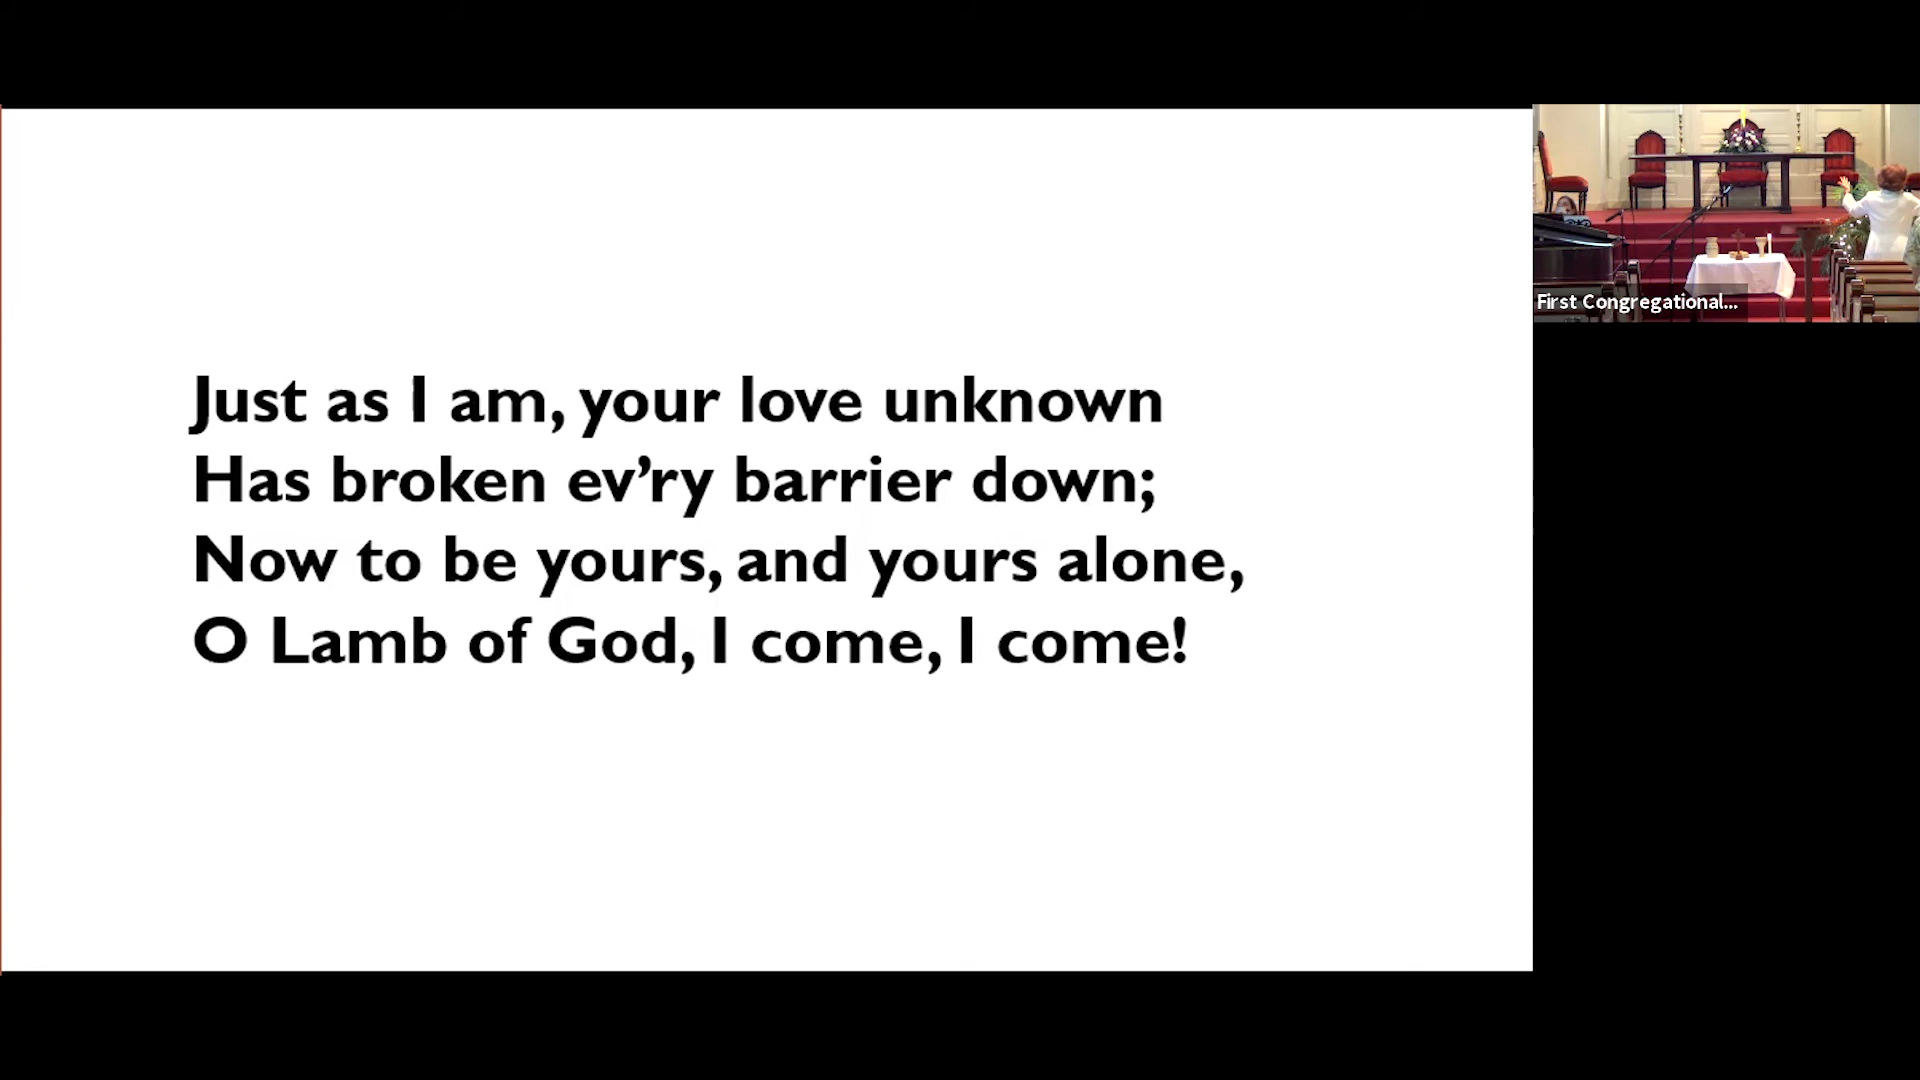 Just as I am, your love unknown
Has broken ev’ry barrier down;
Now to be yours, and yours alone,
O Lamb of God, I come, I come!
First Congregational...